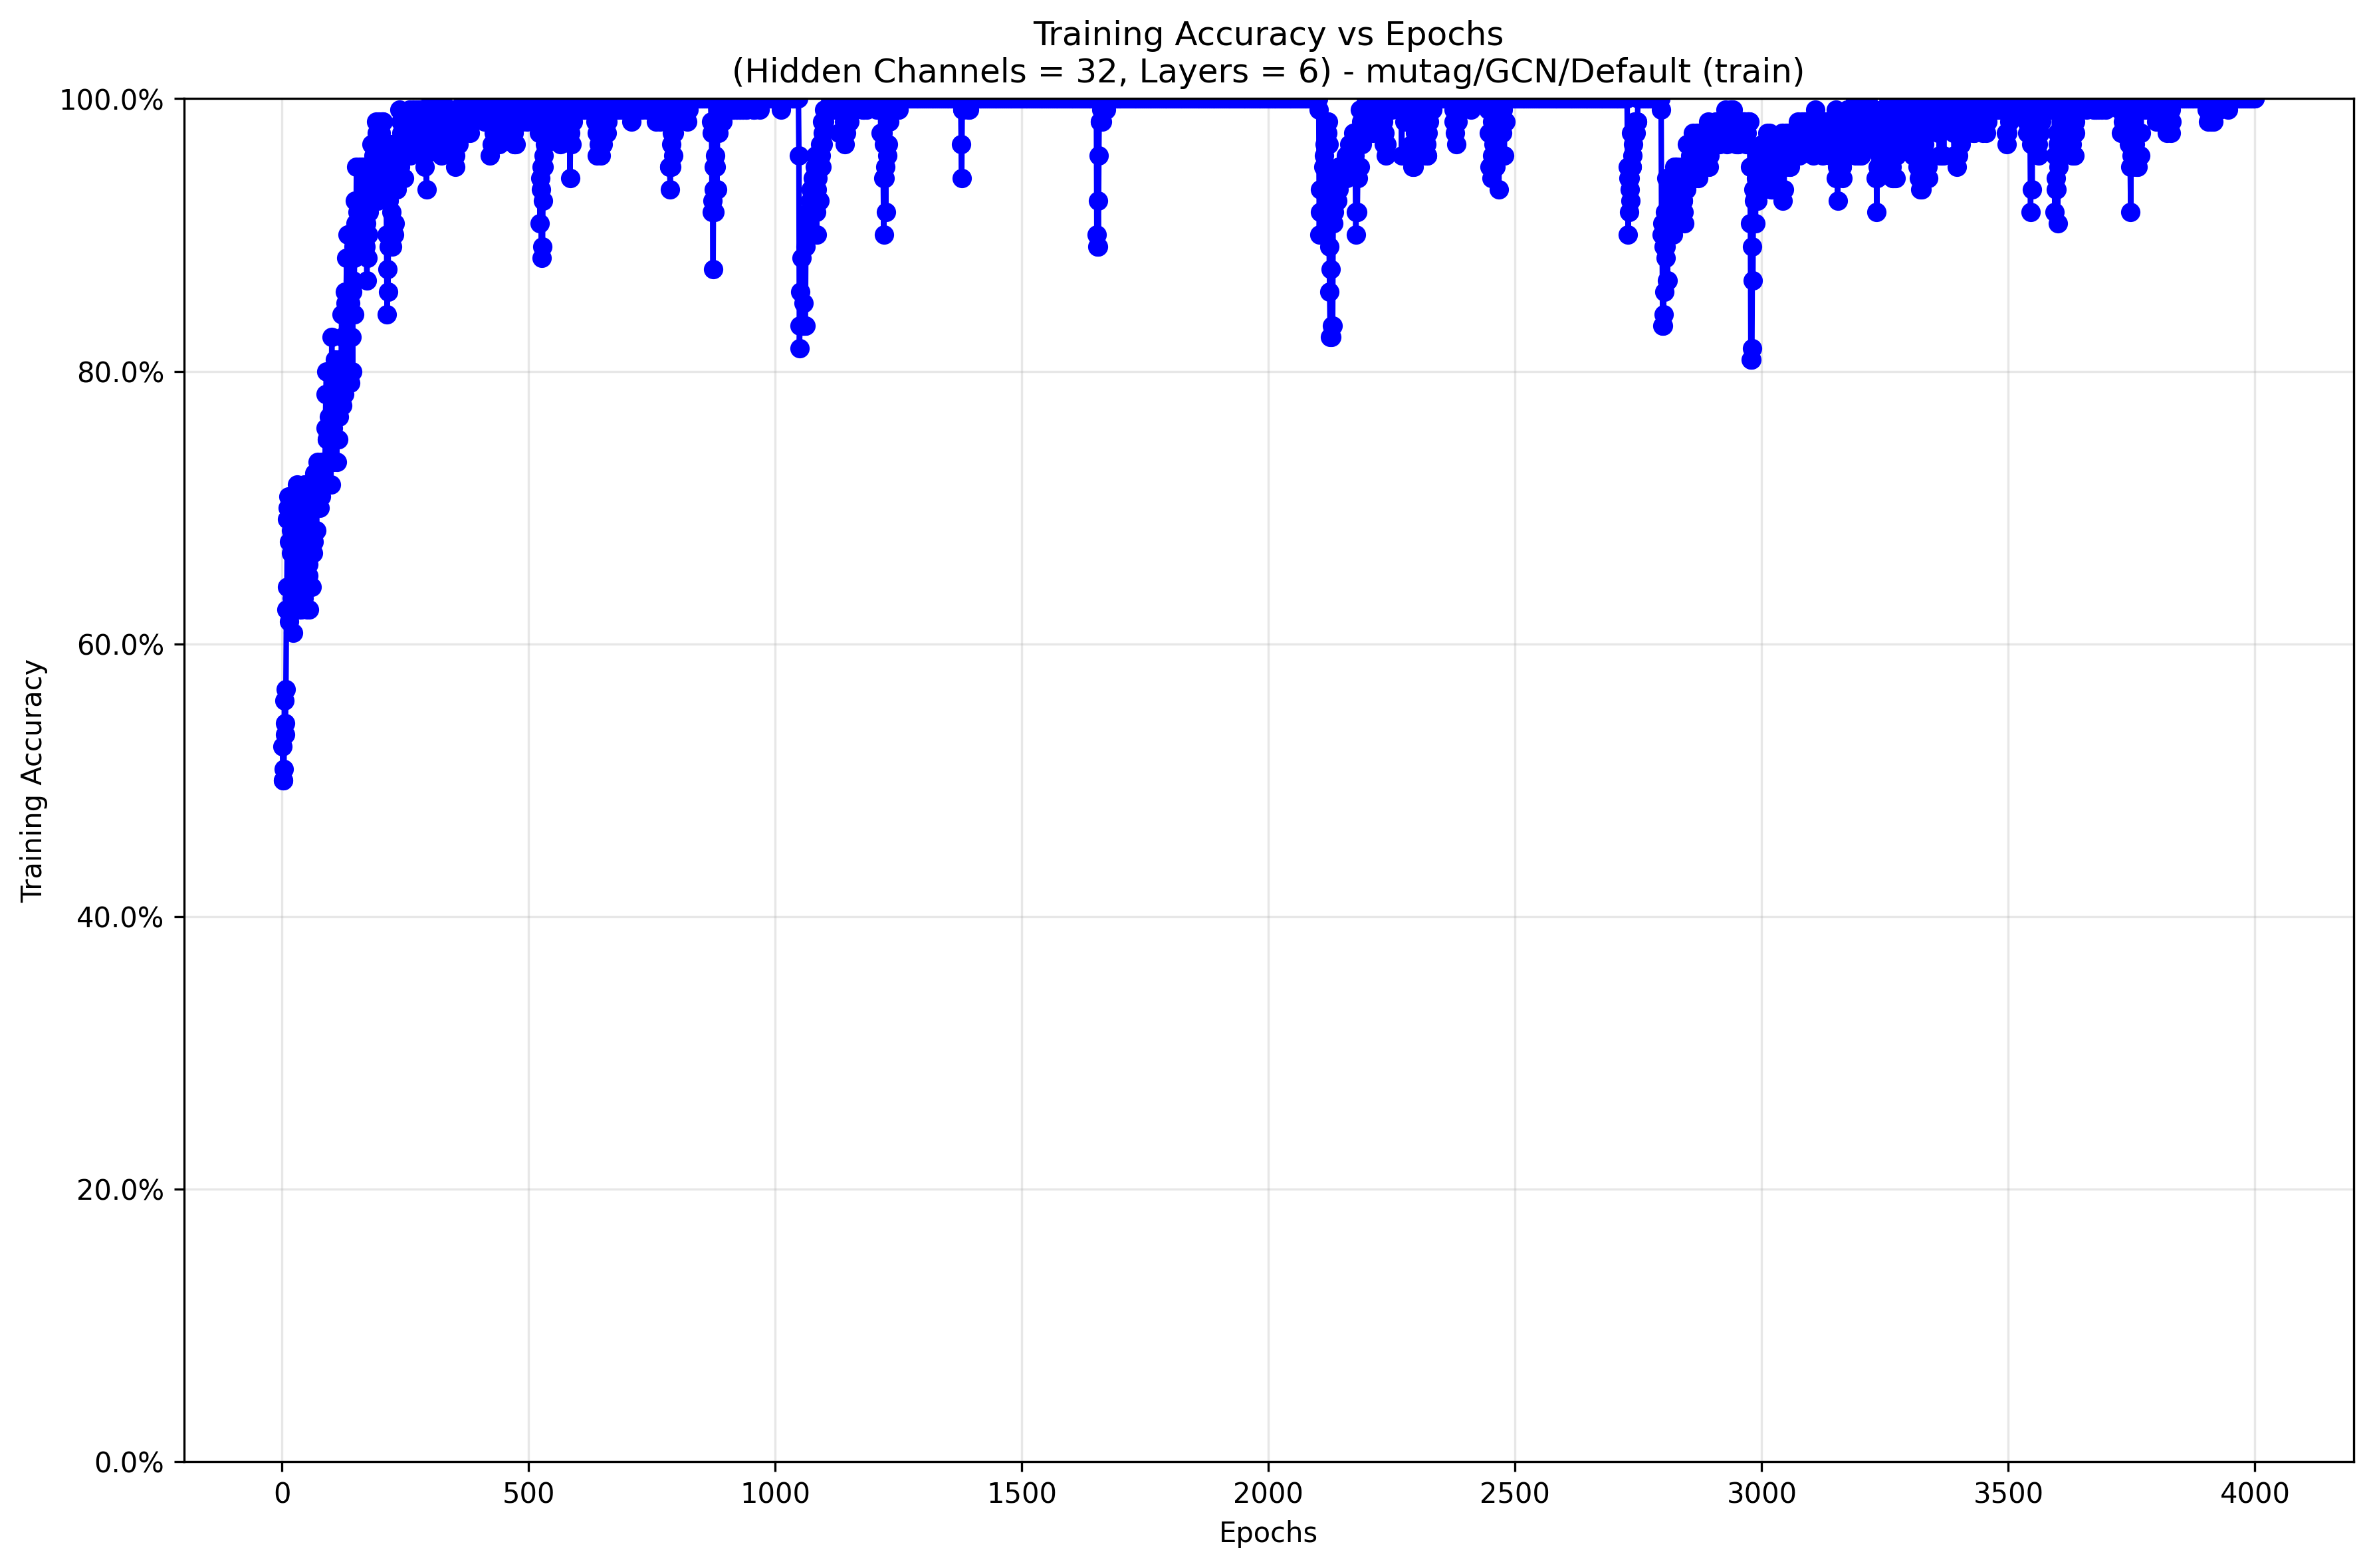 Training Accuracy vs Epochs
(Hidden Channels = 32, Layers = 6) - mutag/GCN/Default (train)
100.0%
80.0%
60.0%
40.0%
20.0%
0.0%
Training Accuracy
0 500 1000 1500 2000 2500 3000 3500 4000
Epochs